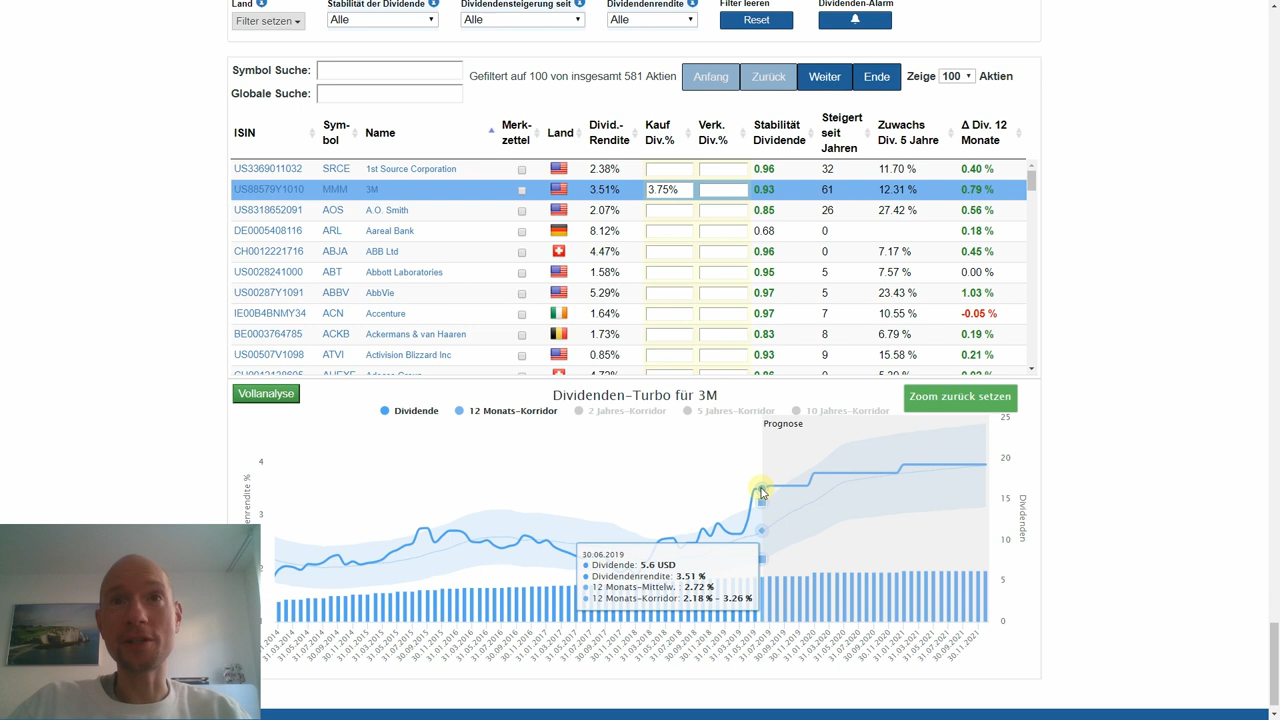 Land
Stabilität der Dividende
Dividendensteigerung seit
Dividendenrendite
Filter leeren
Dividenden-Alarm
Filter setzen
Alle
Alle
Alle
Reset
Symbol Suche:
Globale Suche:
Gefiltert auf 100 von insgesamt 581 Aktien
Anfang Zurück Weiter Ende
Zeige 100 Aktien
ISIN Sym-bol Name Merk-zettel Land Divid.-Rendite Kauf Div.% Verk. Div.% Stabilität Dividende Steigert seit Jahren Zuwachs Div. 5 Jahre Δ Div. 12 Monate
US3369011032 SRCE 1st Source Corporation 2.38% 0.96 32 11.70 % 0.40 %
US88579Y1010 MMM 3M 3.51% 3.75% 0.93 61 12.31 % 0.79 %
US8318652091 AOS A.O. Smith 2.07% 0.85 26 27.42 % 0.56 %
DE0005408116 ARL Aareal Bank 8.12% 0.68 0 0.18 %
CH0012221716 ABJA ABB Ltd 4.47% 0.96 0 7.17 % 0.45 %
US0028241000 ABT Abbott Laboratories 1.58% 0.95 5 7.57 % 0.00 %
US00287Y1091 ABBV AbbVie 5.29% 0.97 5 23.43 % 1.03 %
IE00B4BNMY34 ACN Accenture 1.64% 0.97 7 10.55 % -0.05 %
BE0003764785 ACKB Ackermans & van Haaren 1.73% 0.83 8 6.79 % 0.19 %
US00507V1098 ATVI Activision Blizzard Inc 0.85% 0.93 9 15.58 % 0.21 %
Vollanalyse
Dividenden-Turbo für 3M
Zoom zurück setzen
Dividende 12 Monats-Korridor 2 Jahres-Korridor 5 Jahres-Korridor 10 Jahres-Korridor
Prognose
25
4
20
3
15
10
5
0
Dividenden
30.06.2019
Dividende: 5.6 USD
Dividendenrendite: 3.51 %
12 Monats-Mittelw. : 2.72 %
12 Monats-Korridor: 2.18 % - 3.26 %